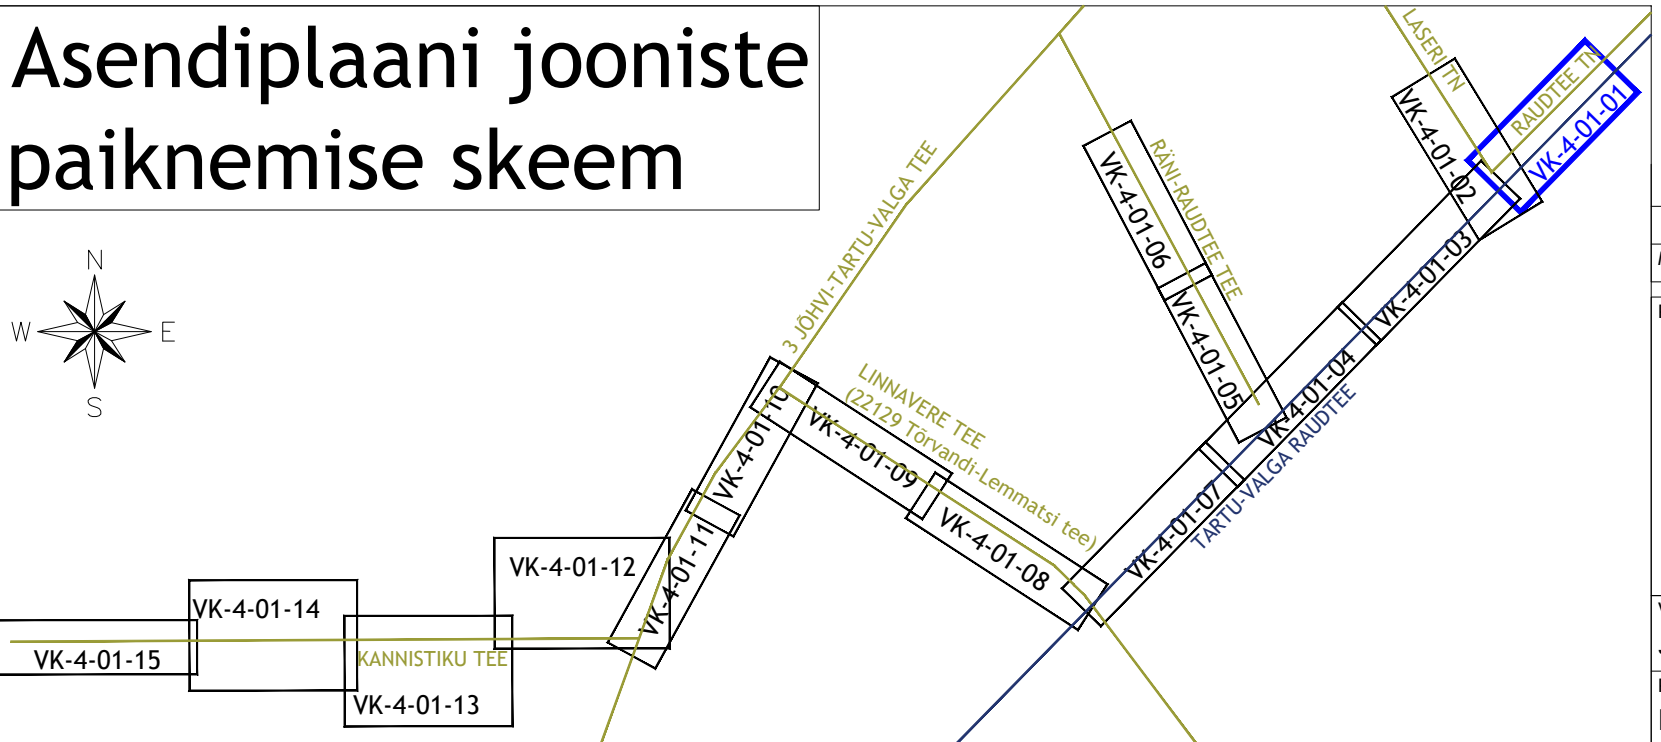 Asendiplaani jooniste
paiknemise skeem
N
W
E
S
LASERI TN
RAUDTEE TN
VK-4-01-01
VK-4-01-02
VK-4-01-03
RÄNI-RAUDTEE TEE
VK-4-01-06
VK-4-01-05
3 JÕHVI-TARTU-VALGA TEE
VK-4-01-04
TARTU-VALGA RAUDTEE
VK-4-01-07
LINNAVERE TEE
(22129 Tõrvandi-Lemmatsi tee)
VK-4-01-10
VK-4-01-09
VK-4-01-08
VK-4-01-11
VK-4-01-12
VK-4-01-14
VK-4-01-15
KANNISTIKU TEE
VK-4-01-13